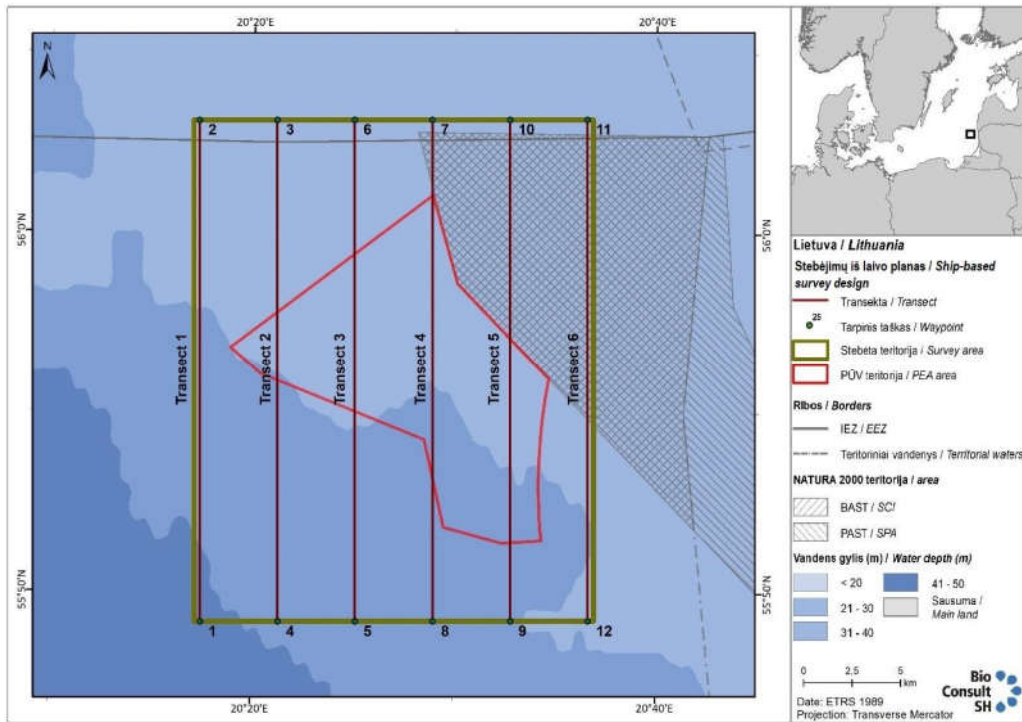 20°20'E
20°40'E
N
2
3
6
7
10
11
56°0'N
56°0'N
Transect 1
Transect 2
Transect 3
Transect 4
Transect 5
Transect 6
55°50'N
55°50'N
1
4
5
8
9
12
20°20'E
20°40'E
Lietuva / Lithuania
Stebėjimų iš laivo planas / Ship-based
survey design
Transekta / Transect
25
Tarpinis taškas / Waypoint
Stebėta teritorija / Survey area
PŪV teritorija / PEA area
Ribos / Borders
IEZ / EEZ
Teritoriniai vandenys / Territorial waters
NATURA 2000 teritorija / area
BAST / SCI
PAST / SPA
Vandens gylis (m) / Water depth (m)
< 20
41 - 50
21 - 30
Sausuma /
Main land
31 - 40
0 2,5 5
km
Date: ETRS 1989
Projection: Transverse Mercator
Bio
Consult
SH